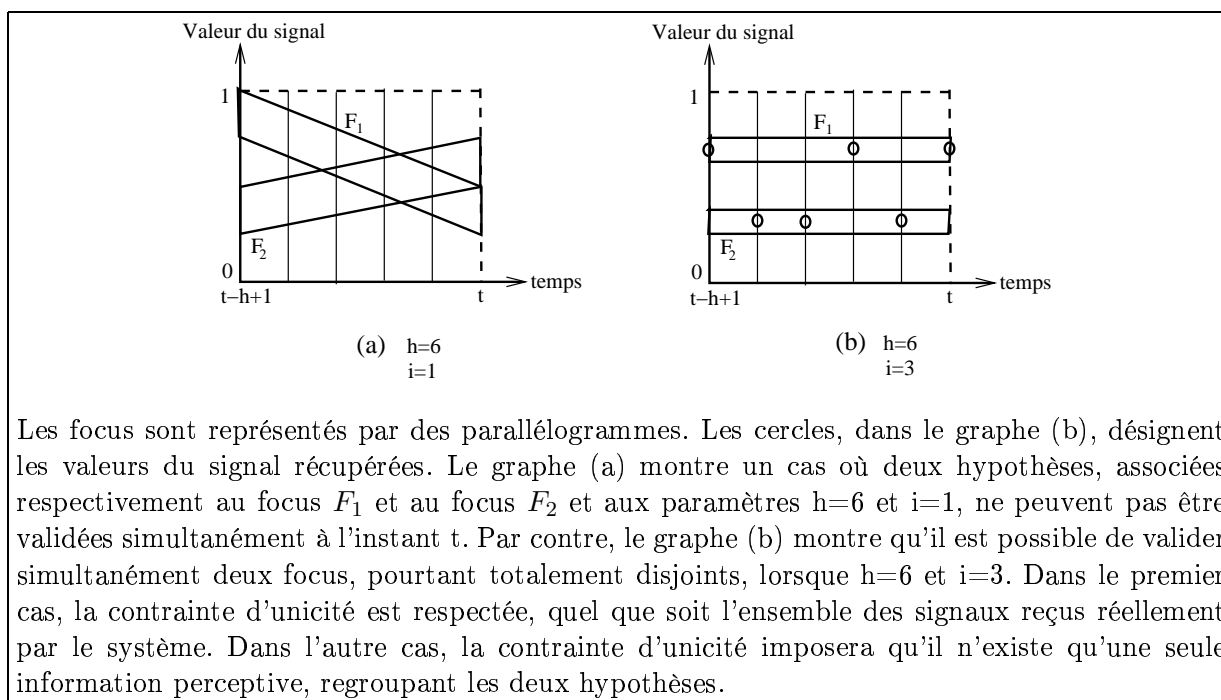 Valeur du signal
1
F1
F2
0
t−h+1
t
temps
(a) h=6
i=1
Valeur du signal
1
F1
F2
0
t−h+1
t
temps
(b) h=6
i=3
Les focus sont représentés par des parallélogrammes. Les cercles, dans le graphe (b), désignent
les valeurs du signal récupérées. Le graphe (a) montre un cas où deux hypothèses, associées
respectivement au focus F1 et au focus F2 et aux paramètres h=6 et i=1, ne peuvent pas être
validées simultanément à l'instant t. Par contre, le graphe (b) montre qu'il est possible de valider
simultanément deux focus, pourtant totalement disjoints, lorsque h=6 et i=3. Dans le premier
cas, la contrainte d'unicité est respectée, quel que soit l'ensemble des signaux reçus réellement
par le système. Dans l'autre cas, la contrainte d'unicité imposera qu'il n'existe qu'une seule
information perceptive, regroupant les deux hypothèses.